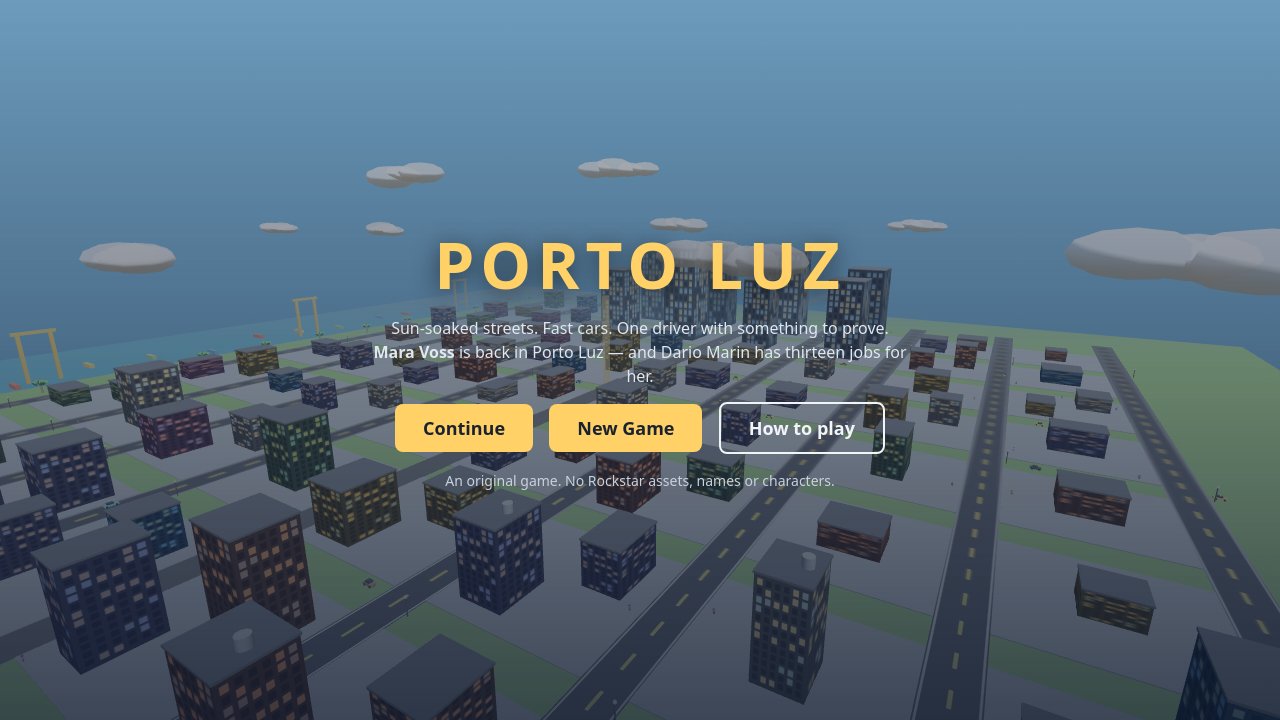 PORTO LUZ
Sun-soaked streets. Fast cars. One driver with something to prove.
Mara Voss is back in Porto Luz — and Dario Marin has thirteen jobs for
her.
Continue
New Game
How to play
An original game. No Rockstar assets, names or characters.